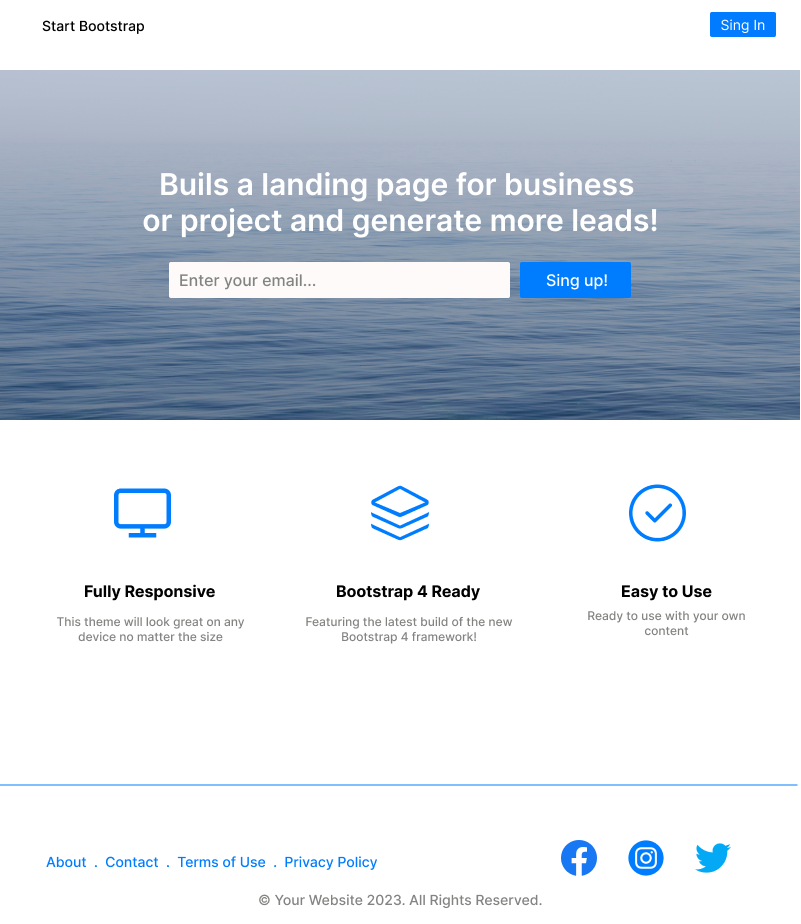 Start Bootstrap
Sing In
Buils a landing page for business
or project and generate more leads!
Enter your email...
Sing up!
Fully Responsive
This theme will look great on any
device no matter the size
Bootstrap 4 Ready
Featuring the latest build of the new
Bootstrap 4 framework!
Easy to Use
Ready to use with your own
content
About . Contact . Terms of Use . Privacy Policy
© Your Website 2023. All Rights Reserved.